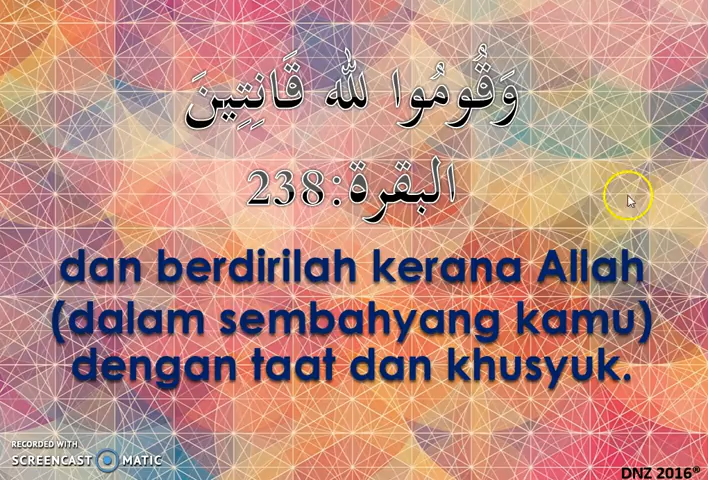 وَقُومُوا لله قَانِتِينَ
البقرة:238
dan berdirilah kerana Allah
(dalam sembahyang kamu)
dengan taat dan khusyuk.
RECORDED WITH
SCREENCAST MATIC
DNZ 2016®